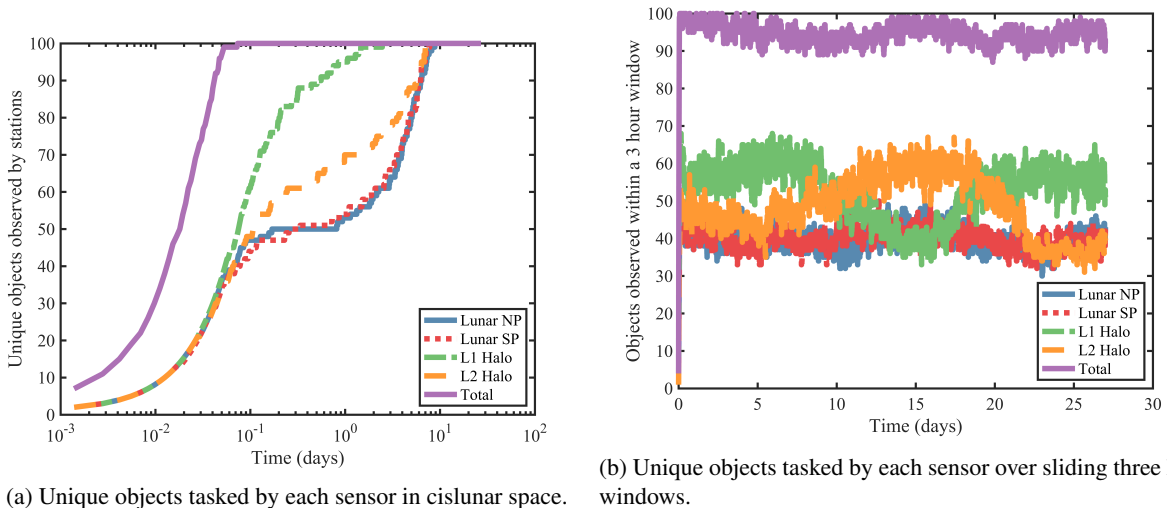 Unique objects observed by stations
100
90
80
70
60
50
40
30
20
10
0
10^-3
10^-2
10^-1
10^0
10^1
10^2
Time (days)
Lunar NP
Lunar SP
L1 Halo
L2 Halo
Total
(a) Unique objects tasked by each sensor in cislunar space.
Objects observed within a 3 hour window
100
90
80
70
60
50
40
30
20
10
0
0
5
10
15
20
25
30
Time (days)
Lunar NP
Lunar SP
L1 Halo
L2 Halo
Total
(b) Unique objects tasked by each sensor over sliding three
windows.